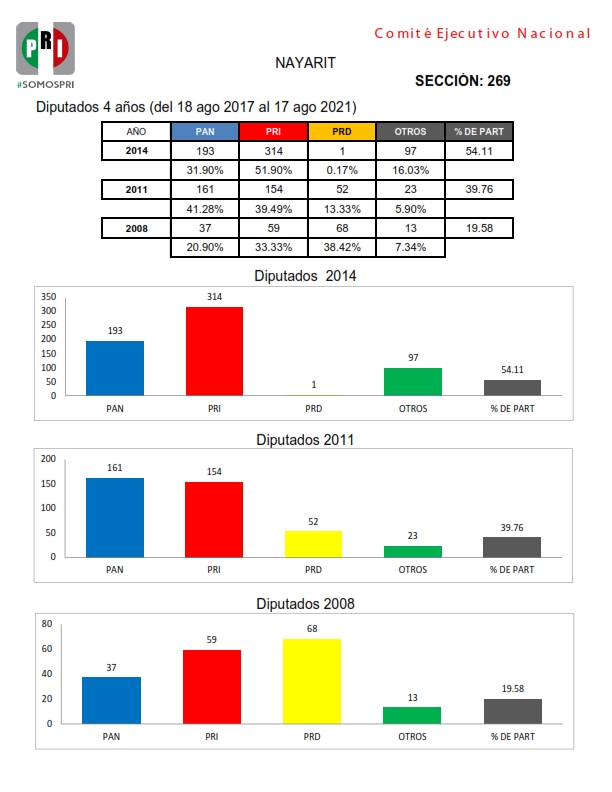 Comité Ejecutivo Nacional
PRI
#SOMOSPRI
NAYARIT
SECCIÓN: 269
Diputados 4 años (del 18 ago 2017 al 17 ago 2021)
AÑO PAN PRI PRD OTROS % DE PART
2014 193 314 1 97 54.11
31.90% 51.90% 0.17% 16.03%
2011 161 154 52 23 39.76
41.28% 39.49% 13.33% 5.90%
2008 37 59 68 13 19.58
20.90% 33.33% 38.42% 7.34%
Diputados 2014
350
300
250
200
150
100
50
0
193
314
1
97
54.11
PAN PRI PRD OTROS % DE PART
Diputados 2011
200
150
100
50
0
161
154
52
23
39.76
PAN PRI PRD OTROS % DE PART
Diputados 2008
80
60
40
20
0
37
59
68
13
19.58
PAN PRI PRD OTROS % DE PART